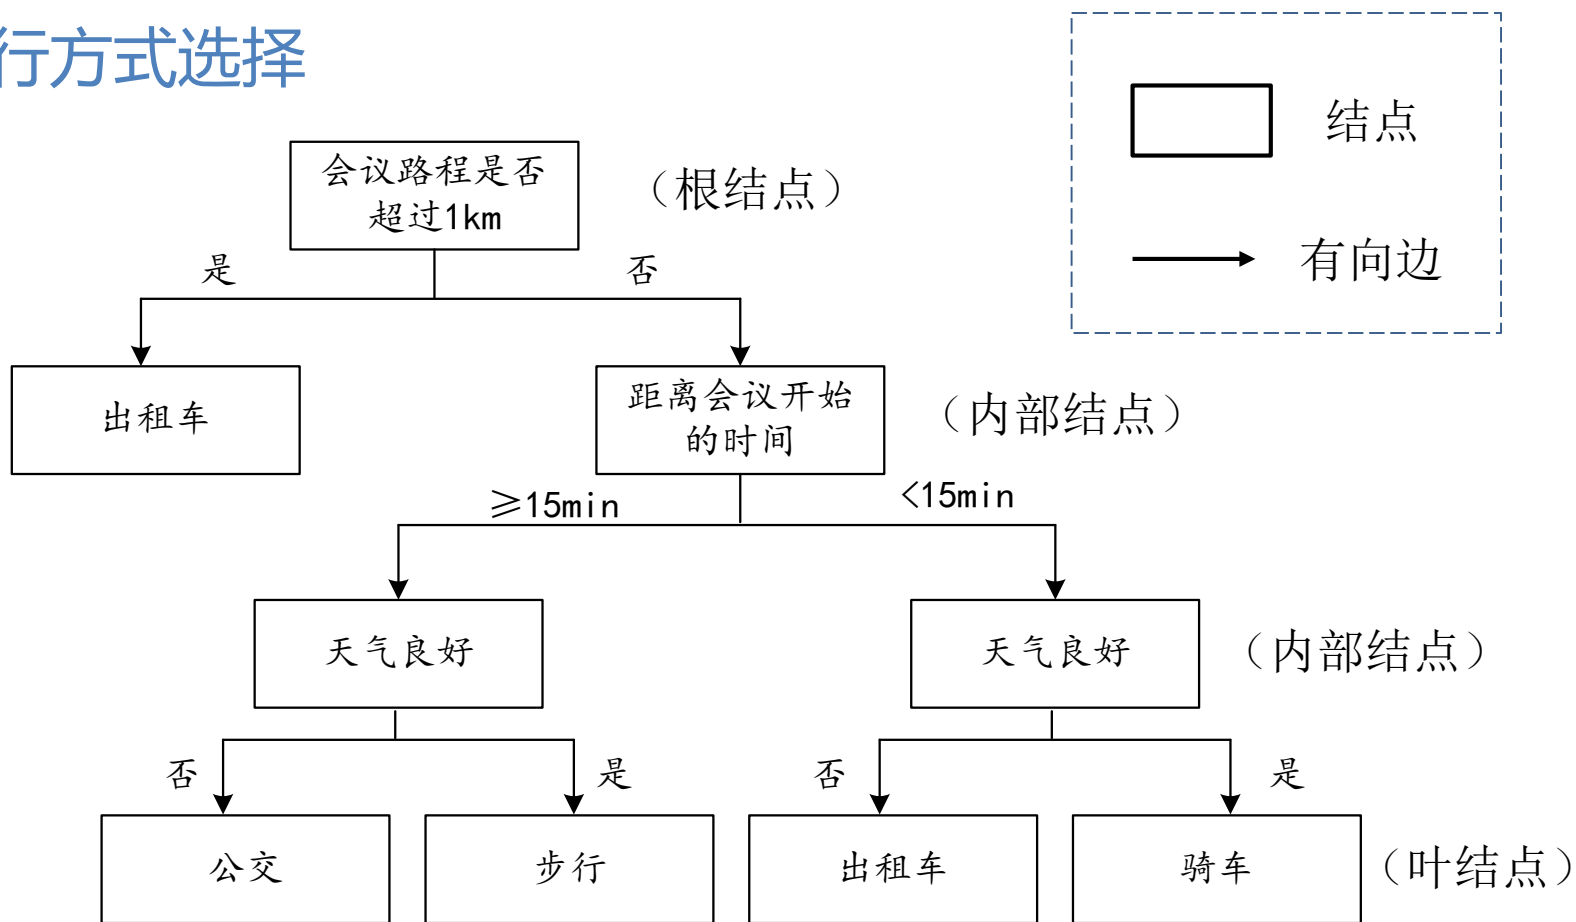 行方式选择
结点
有向边
会议路程是否
超过1km
（根结点）
是
否
出租车
距离会议开始
的时间
（内部结点）
≥15min
<15min
天气良好
天气良好
（内部结点）
否
是
否
是
公交
步行
出租车
骑车
（叶结点）